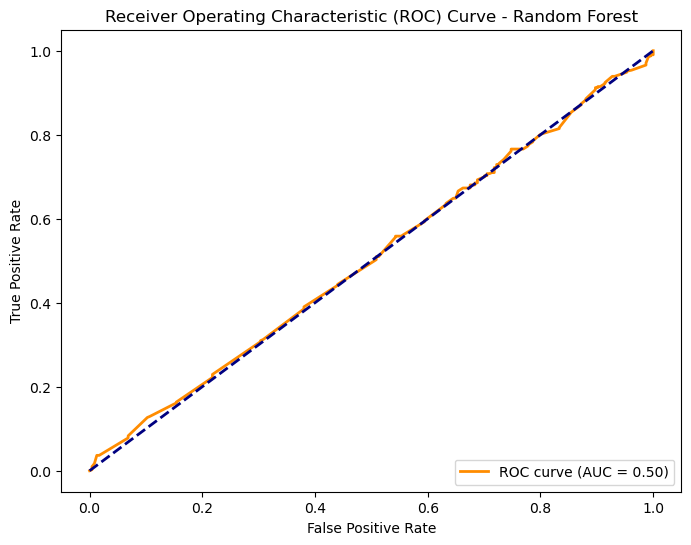 Receiver Operating Characteristic (ROC) Curve - Random Forest
1.0
0.8
0.6
0.4
0.2
0.0
True Positive Rate
ROC curve (AUC = 0.50)
0.0 0.2 0.4 0.6 0.8 1.0
False Positive Rate